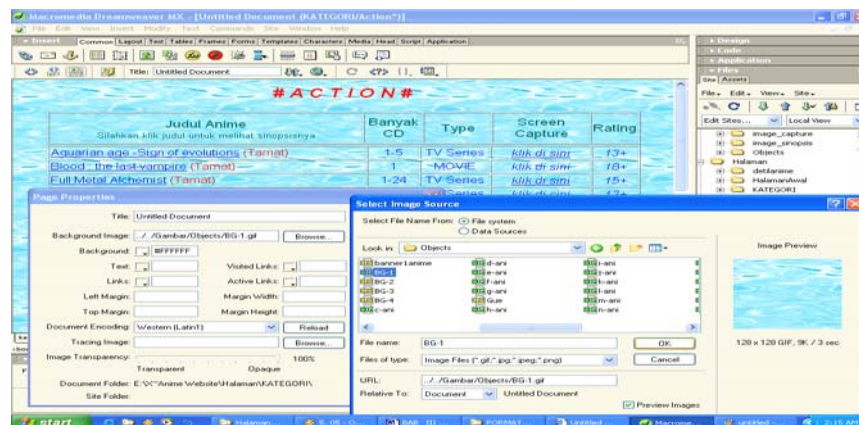 Macromedia Dreamweaver MX - [Untitled Document (KATEGORI/Action*)]
File Edit View Insert Modify Text Commands Site Window Help
Insert Common Layout Text Tables Frames Forms Templates Characters Media Head Script Application
Title: Untitled Document
Design
Code
Application
Files
Site Assets
File Edit View Site
Edit Sites... Local View
image_capture
image_sinopsis
Objects
Halaman
detilanime
HalamanAwal
KATEGORI
#ACTION#
Judul Anime
Silahkan klik judul untuk melihat sinopsisnya
Banyak CD
Type
Screen Capture
Rating
Aquarian age -Sign of evolutions (Tamat) 1-5 TV Series klik di sini 13+
Blood : the last vampire (Tamat) 1 MOVIE klik di sini 18+
Full Metal Alchemist (Tamat) 1-24 TV Series klik di sini 15+
Page Properties
Title: Untitled Document
Background Image: ../../Gambar/Objects/BG-1.gif Browse...
Background: #FFFFFF
Text: Visited Links:
Links: Active Links:
Left Margin: Margin Width:
Top Margin: Margin Height:
Document Encoding: Western (Latin1) Reload
Tracing Image: Browse...
Image Transparency: 100%
Transparent Opaque
Document Folder: E:\X™Anime Website\Halaman\KATEGORI\
Site Folder:
Select Image Source
Select File Name From: File system
Data Sources
Look in: Objects
banner1anime d-ani i-ani
BG-1 e-ani
BG-2 f-ani
BG-3 g-ani l-ani
BG-4 Gue m-ani
c-ani h-ani n-ani
File name: BG-1 OK
Files of type: Image Files (*.gif;*.jpg;*.jpeg;*.png) Cancel
URL: ../../Gambar/Objects/BG-1.gif
Relative To: Document Untitled Document
Preview Images
Image Preview
128 x 128 GIF, 9K / 3 sec
start
Halaman
BAB
FORMAT...
Untitled
Macrome...
untitled
2:15 AM